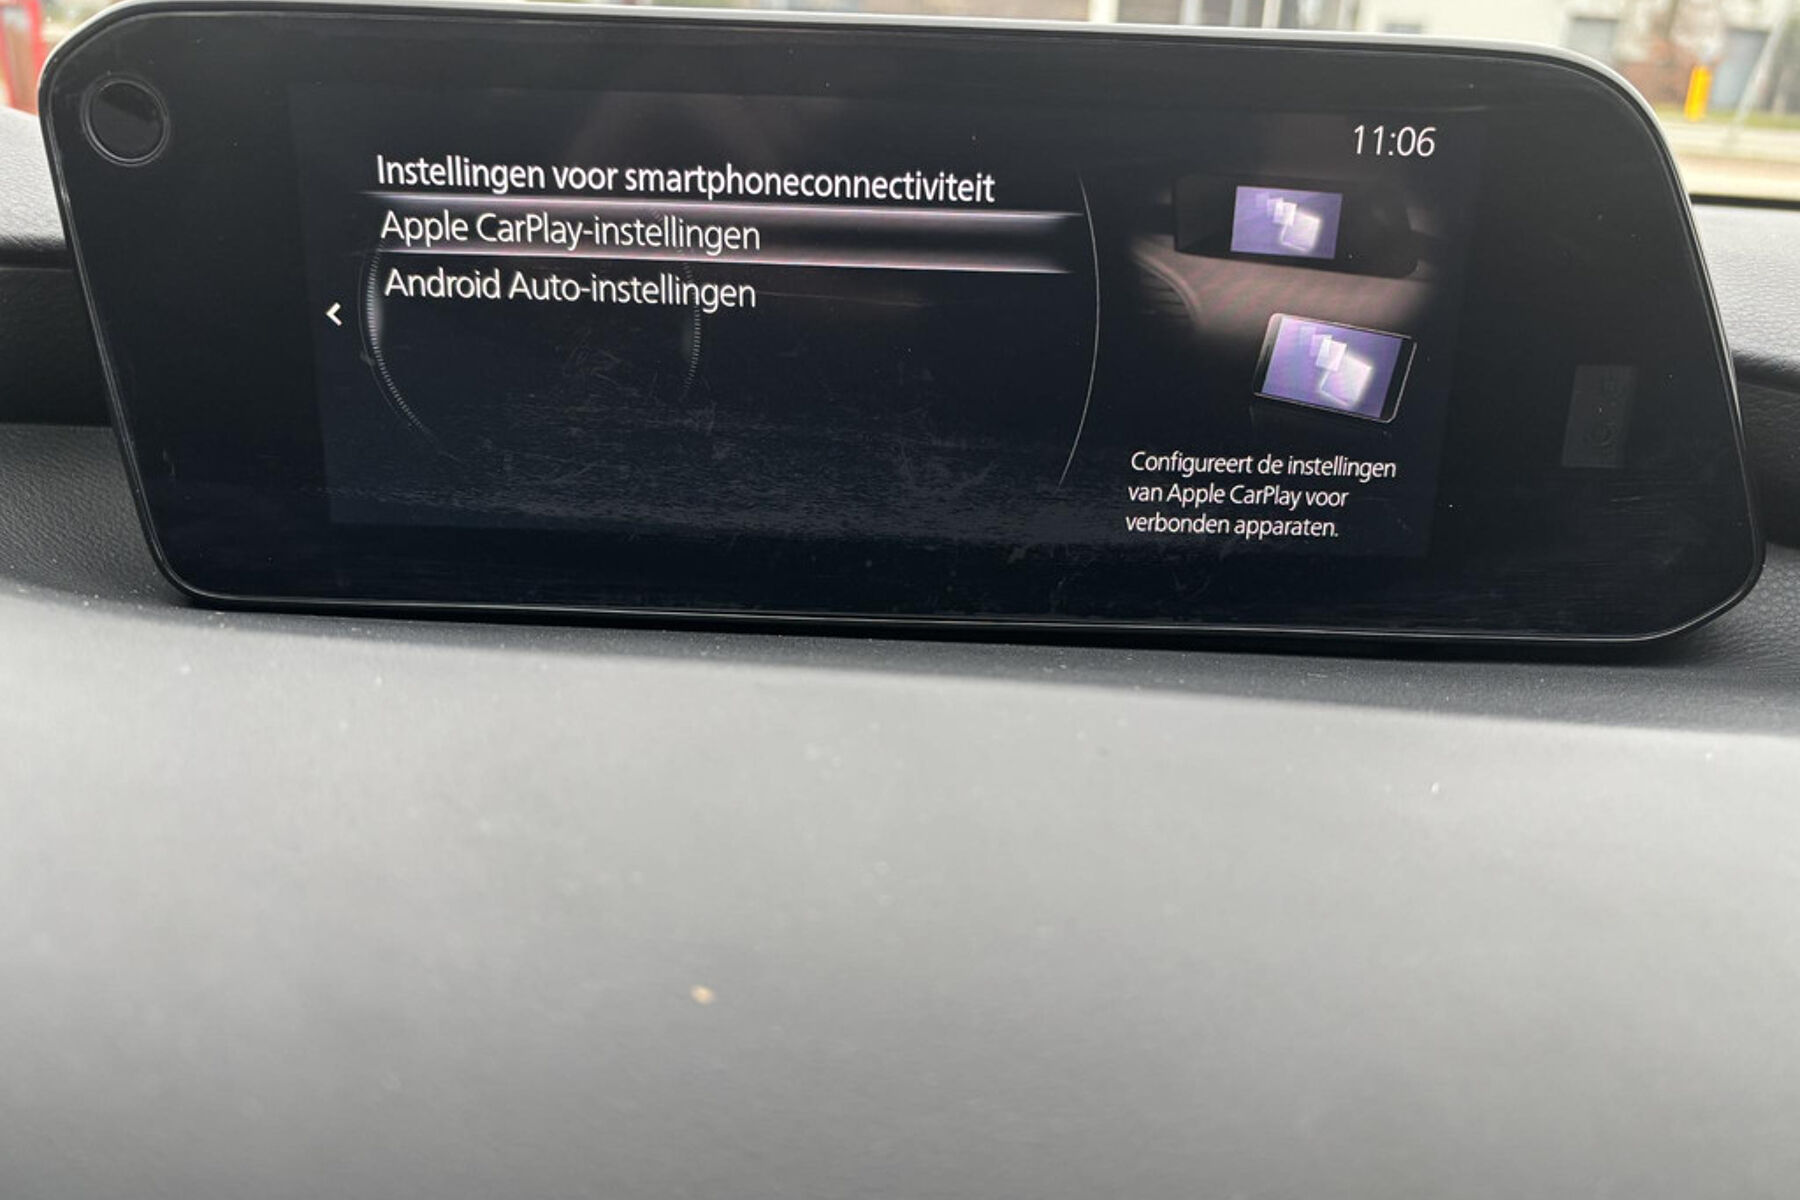 11:06
Instellingen voor smartphoneconnectiviteit
Apple CarPlay-instellingen
Android Auto-instellingen
Configureert de instellingen
van Apple CarPlay voor
verbonden apparaten.